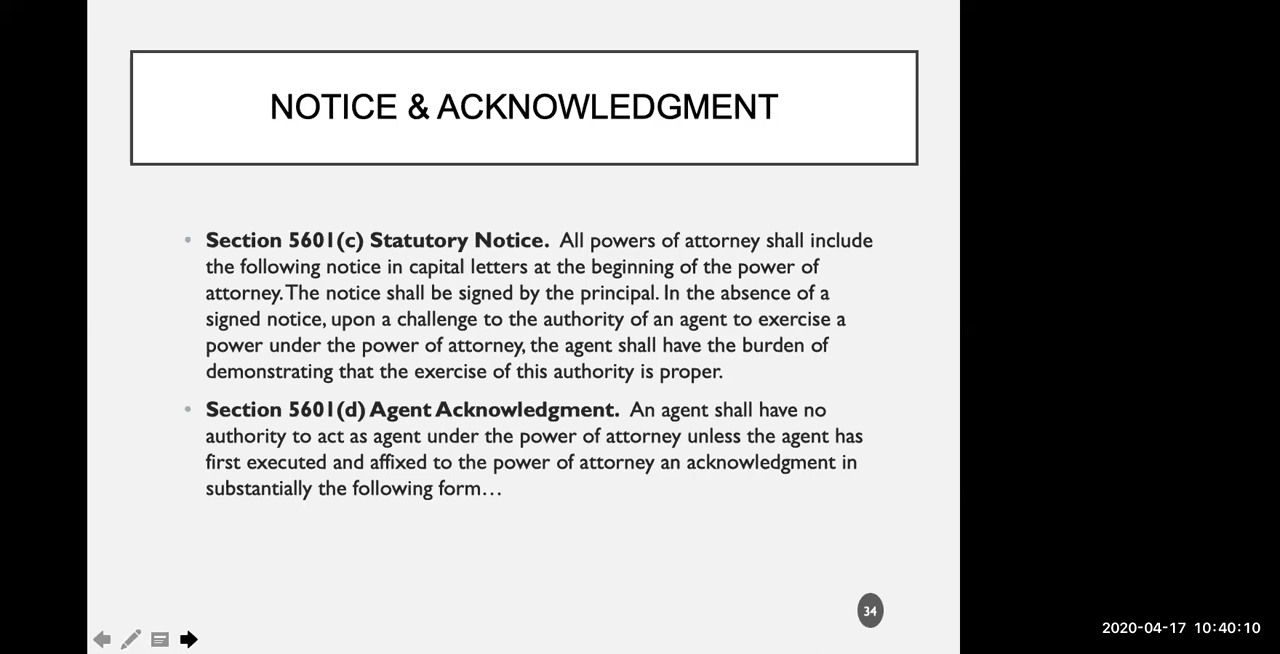 NOTICE & ACKNOWLEDGMENT
• Section 5601(c) Statutory Notice. All powers of attorney shall include
the following notice in capital letters at the beginning of the power of
attorney. The notice shall be signed by the principal. In the absence of a
signed notice, upon a challenge to the authority of an agent to exercise a
power under the power of attorney, the agent shall have the burden of
demonstrating that the exercise of this authority is proper.
• Section 5601(d) Agent Acknowledgment. An agent shall have no
authority to act as agent under the power of attorney unless the agent has
first executed and affixed to the power of attorney an acknowledgment in
substantially the following form…
34
2020-04-17 10:40:10